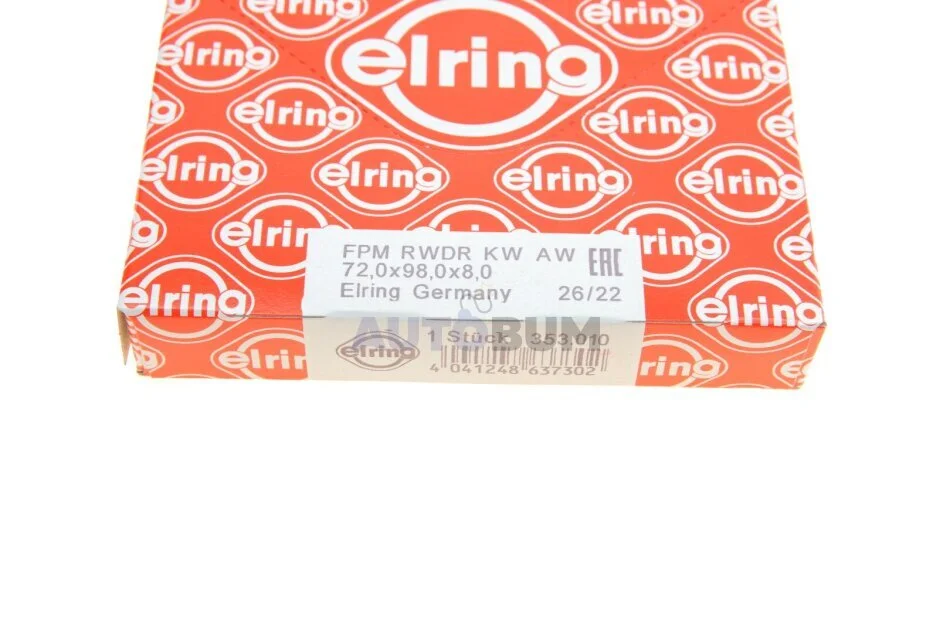 elring
FPM RWDR KW AW EAC
72,0x98,0x8,0
Elring Germany 26/22
AUTOBUM
elring 1 Stück 353.010
4 041248 637302